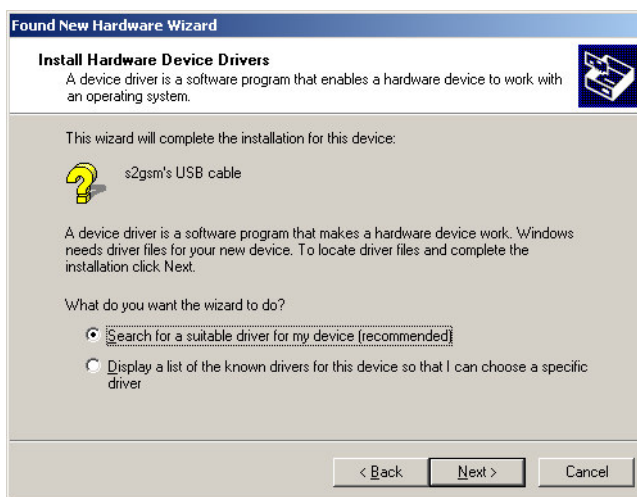 Found New Hardware Wizard
Install Hardware Device Drivers
A device driver is a software program that enables a hardware device to work with
an operating system.
This wizard will complete the installation for this device:
s2gsm's USB cable
A device driver is a software program that makes a hardware device work. Windows
needs driver files for your new device. To locate driver files and complete the
installation click Next.
What do you want the wizard to do?
Search for a suitable driver for my device (recommended)
Display a list of the known drivers for this device so that I can choose a specific
driver
< Back Next > Cancel